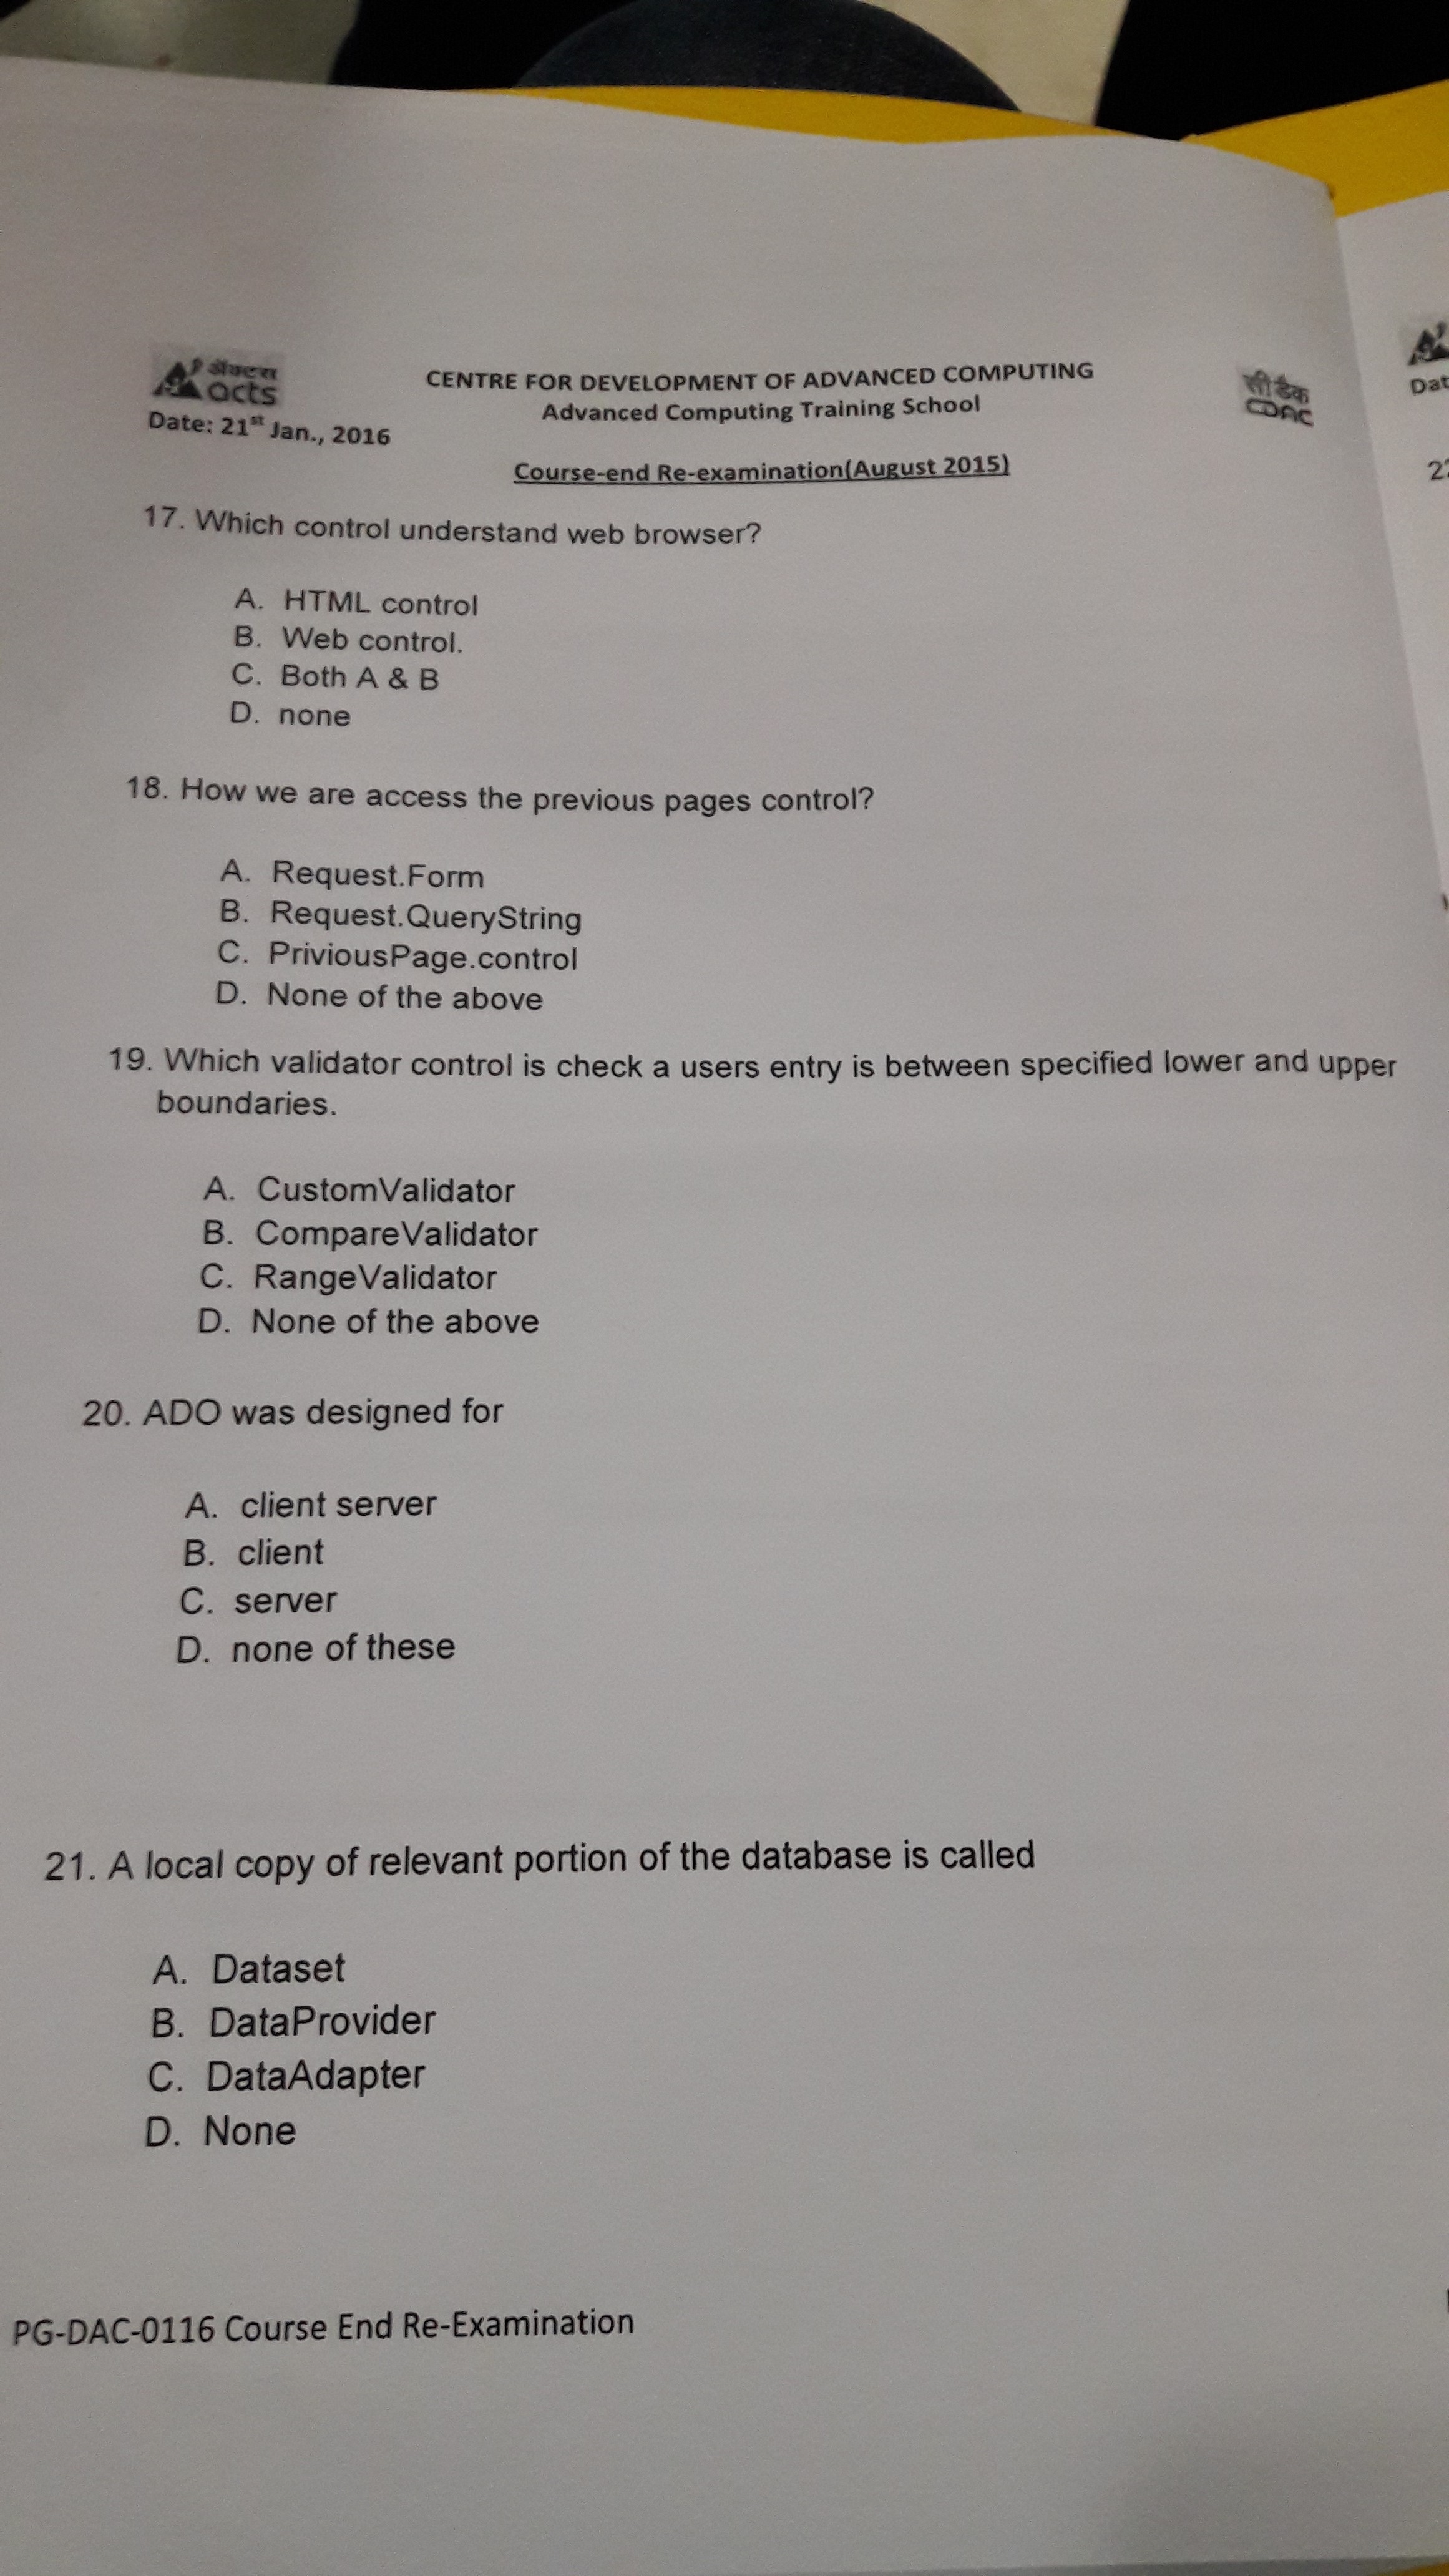 ॲक्टस
acts
CENTRE FOR DEVELOPMENT OF ADVANCED COMPUTING
Advanced Computing Training School
सी डैक
CDAC
Date: 21st Jan., 2016
Course-end Re-examination(August 2015)
17. Which control understand web browser?
A. HTML control
B. Web control.
C. Both A & B
D. none
18. How we are access the previous pages control?
A. Request.Form
B. Request.QueryString
C. PriviousPage.control
D. None of the above
19. Which validator control is check a users entry is between specified lower and upper
boundaries.
A. CustomValidator
B. CompareValidator
C. RangeValidator
D. None of the above
20. ADO was designed for
A. client server
B. client
C. server
D. none of these
21. A local copy of relevant portion of the database is called
A. Dataset
B. DataProvider
C. DataAdapter
D. None
PG-DAC-0116 Course End Re-Examination
Dat